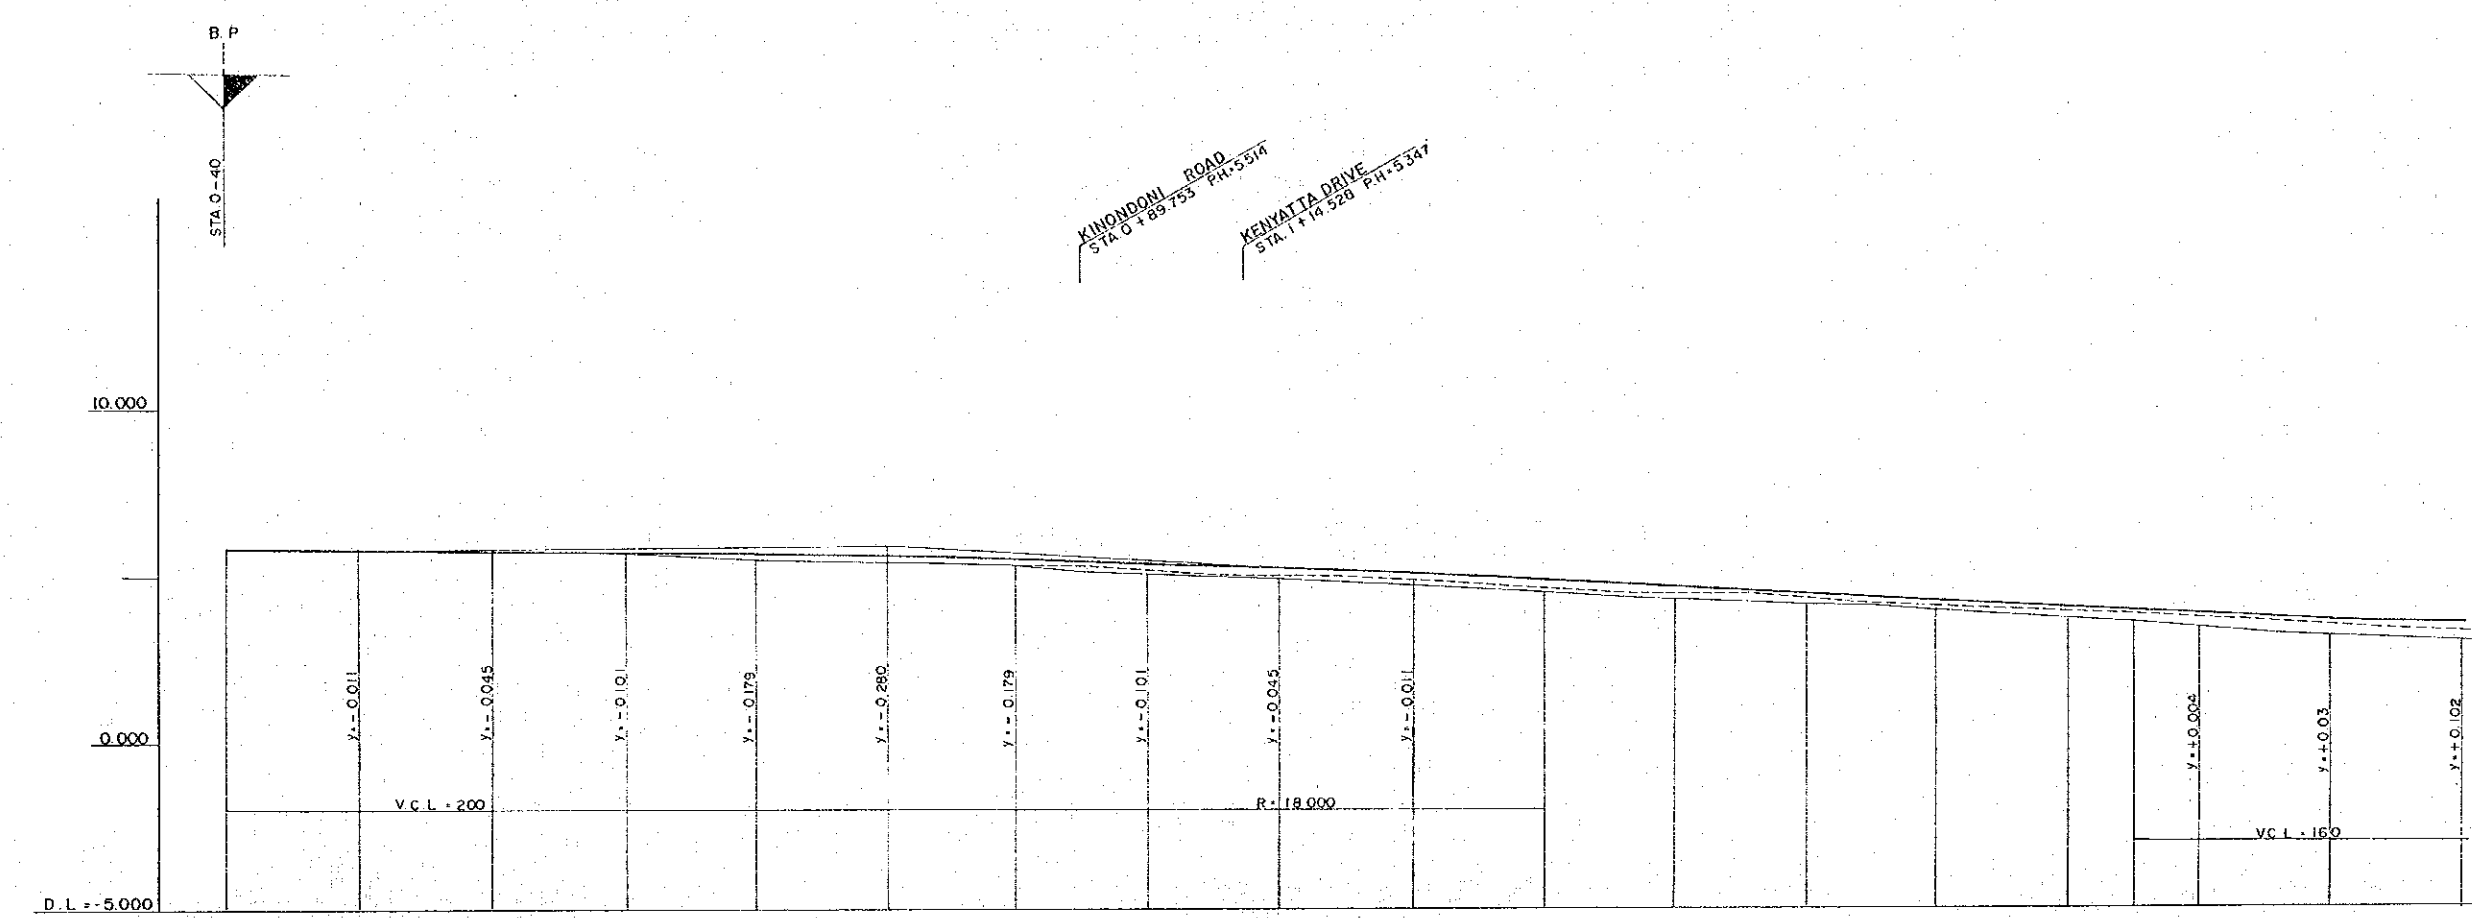 B. P
STA. 0 - 40
KINONDONI ROAD
STA. 0 + 89.753 P.H.=5.514
KENYATTA DRIVE
STA. 1 + 14.528 P.H=5.347
10.000
0.000
y=-0.011
y=-0.045
y=-0.101
y=-0.179
y=-0.280
y=-0.179
y=-0.101
y=-0.045
y=-0.011
y=+0.004
y=+0.03
y=+0.102
V.C.L = 200
R= 18 000
V.C.L = 160
D.L =-5.000